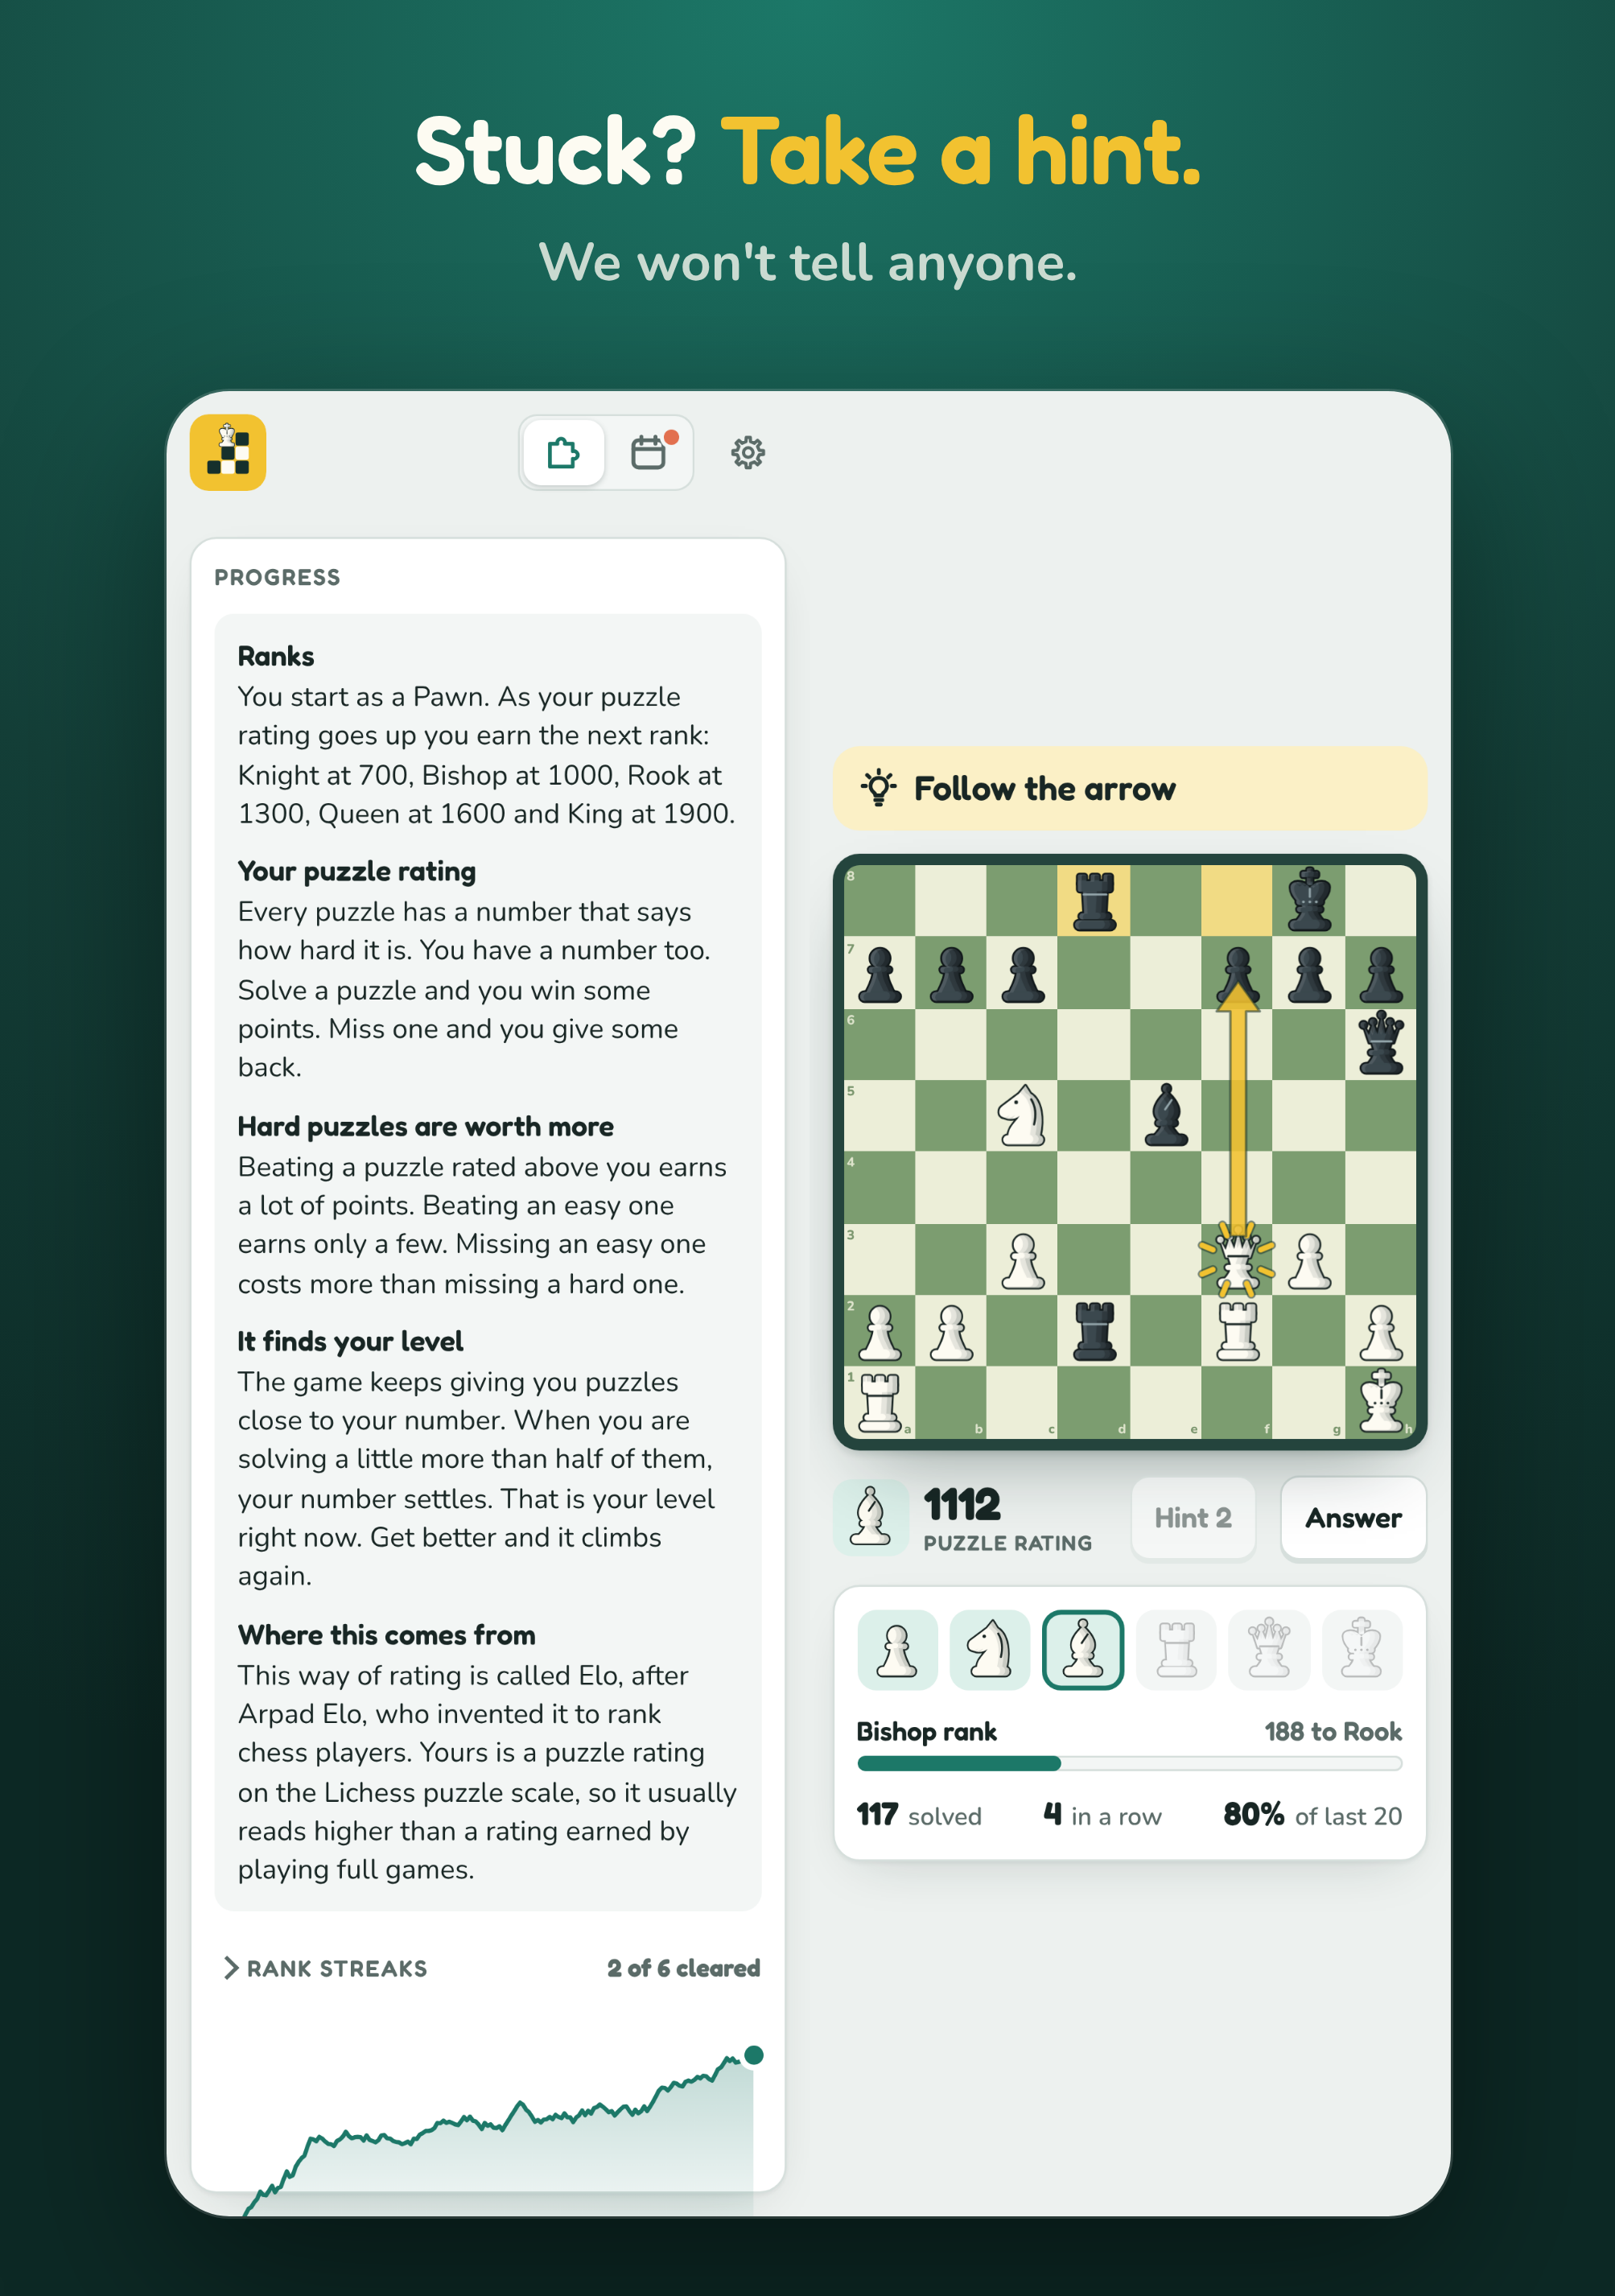 Stuck? Take a hint.
We won't tell anyone.
PROGRESS
Ranks
You start as a Pawn. As your puzzle
rating goes up you earn the next rank:
Knight at 700, Bishop at 1000, Rook at
1300, Queen at 1600 and King at 1900.
Your puzzle rating
Every puzzle has a number that says
how hard it is. You have a number too.
Solve a puzzle and you win some
points. Miss one and you give some
back.
Hard puzzles are worth more
Beating a puzzle rated above you earns
a lot of points. Beating an easy one
earns only a few. Missing an easy one
costs more than missing a hard one.
It finds your level
The game keeps giving you puzzles
close to your number. When you are
solving a little more than half of them,
your number settles. That is your level
right now. Get better and it climbs
again.
Where this comes from
This way of rating is called Elo, after
Arpad Elo, who invented it to rank
chess players. Yours is a puzzle rating
on the Lichess puzzle scale, so it usually
reads higher than a rating earned by
playing full games.
RANK STREAKS 2 of 6 cleared
Follow the arrow
8
7
6
5
4
3
2
1
a b c d e f g h
1112
PUZZLE RATING
Hint 2
Answer
Bishop rank 188 to Rook
117 solved 4 in a row 80% of last 20